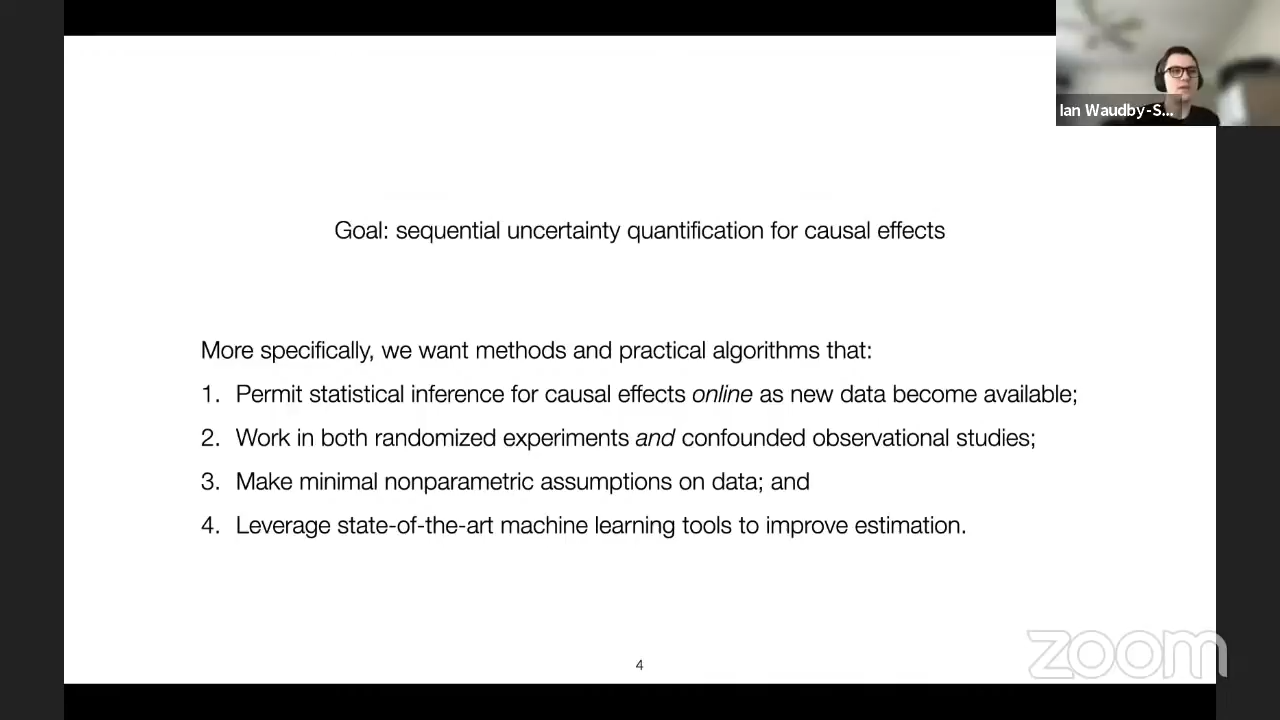 Ian Waudby-S...
Goal: sequential uncertainty quantification for causal effects
More specifically, we want methods and practical algorithms that:
1. Permit statistical inference for causal effects online as new data become available;
2. Work in both randomized experiments and confounded observational studies;
3. Make minimal nonparametric assumptions on data; and
4. Leverage state-of-the-art machine learning tools to improve estimation.
4
zoom